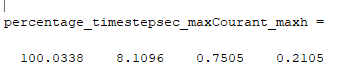 percentage_timestepsec_maxCourant_maxh =
100.0338 8.1096 0.7505 0.2105